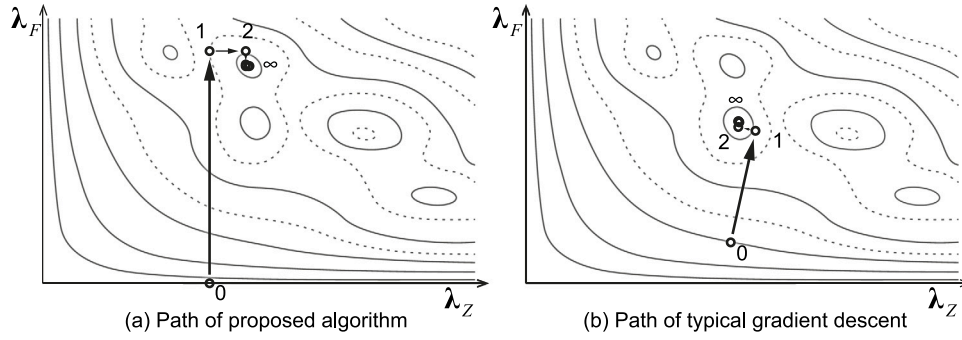 λF
1
2
∞
0
λZ
(a) Path of proposed algorithm
λF
∞
2
1
0
λZ
(b) Path of typical gradient descent